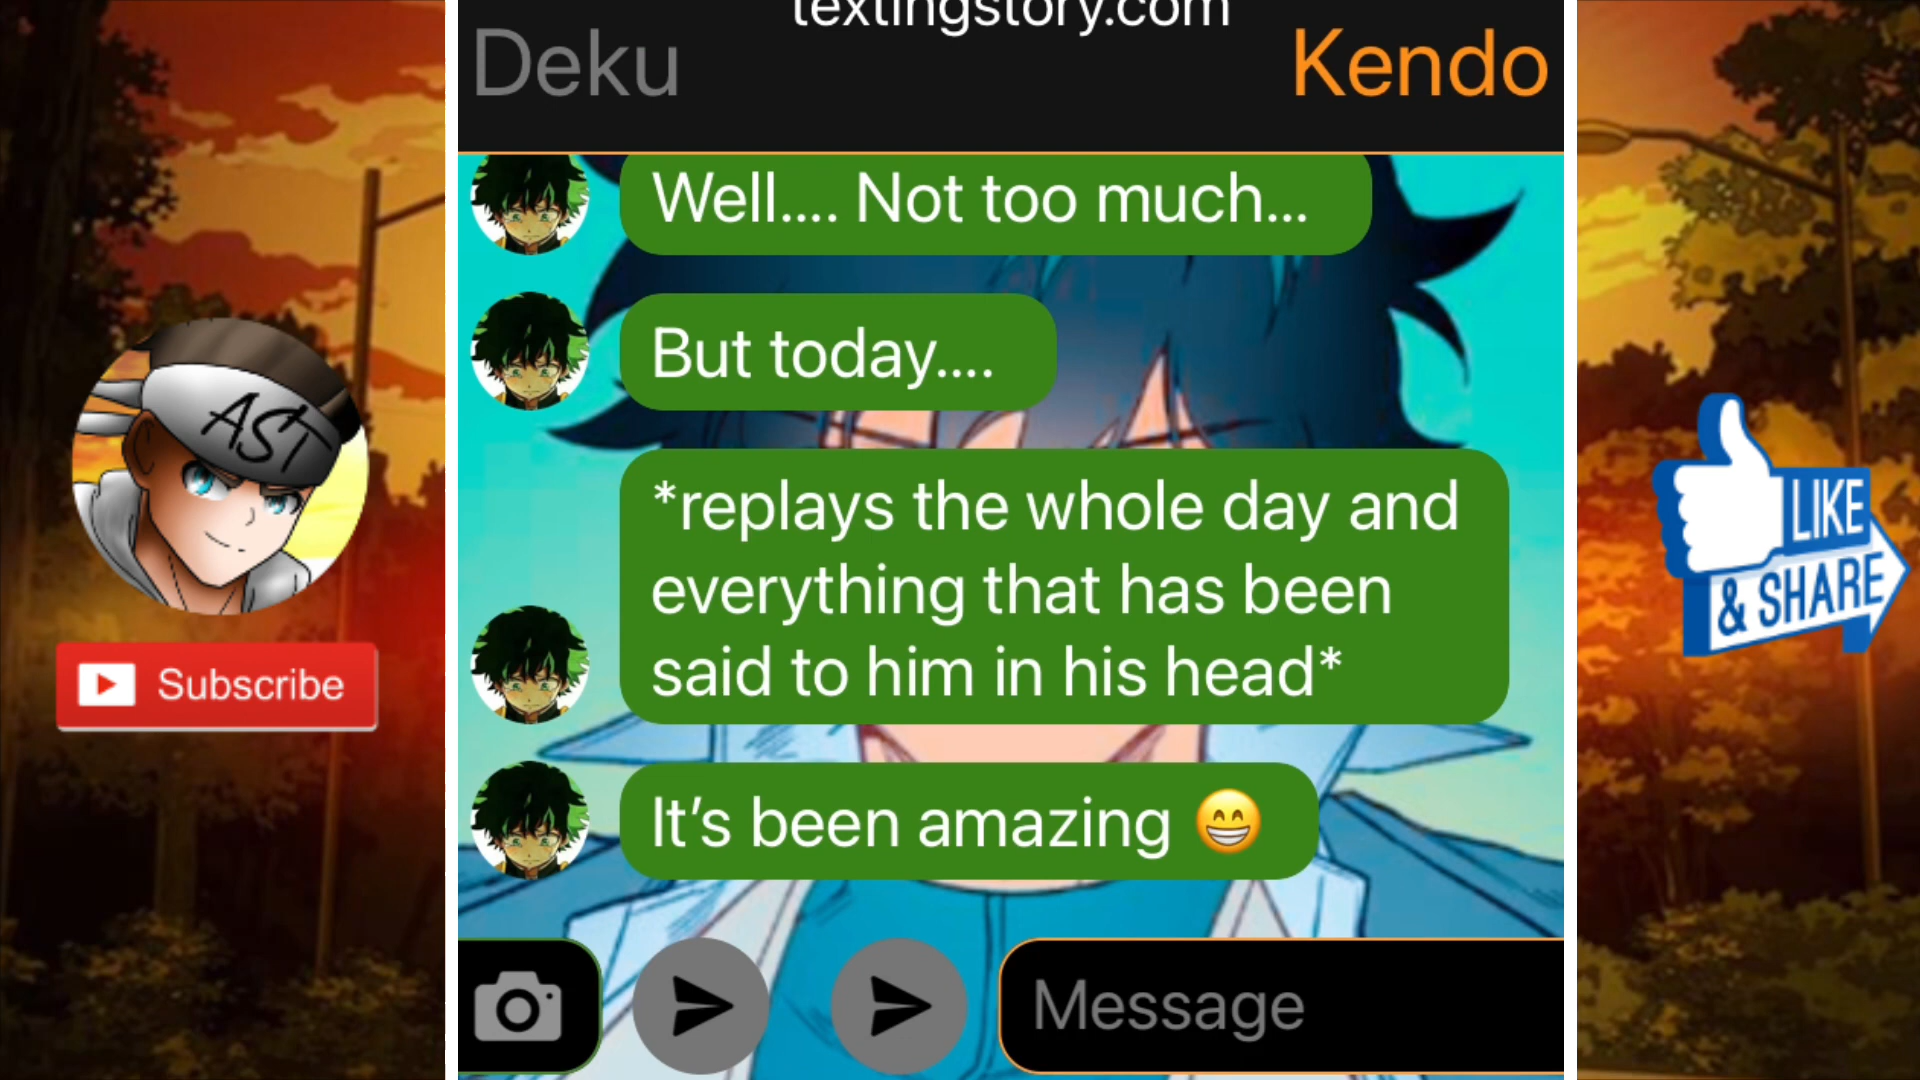 textingstory.com
Deku
Kendo
Well.... Not too much...
But today....
*replays the whole day and
everything that has been
said to him in his head*
It’s been amazing 😁
Message
AST
Subscribe
LIKE
& SHARE